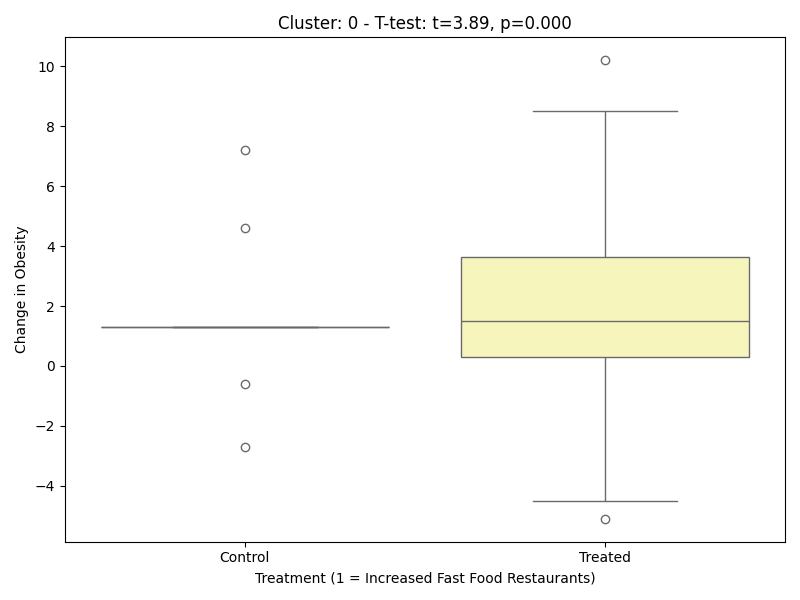 Cluster: 0 - T-test: t=3.89, p=0.000
Change in Obesity
10
8
6
4
2
0
−2
−4
Control
Treated
Treatment (1 = Increased Fast Food Restaurants)